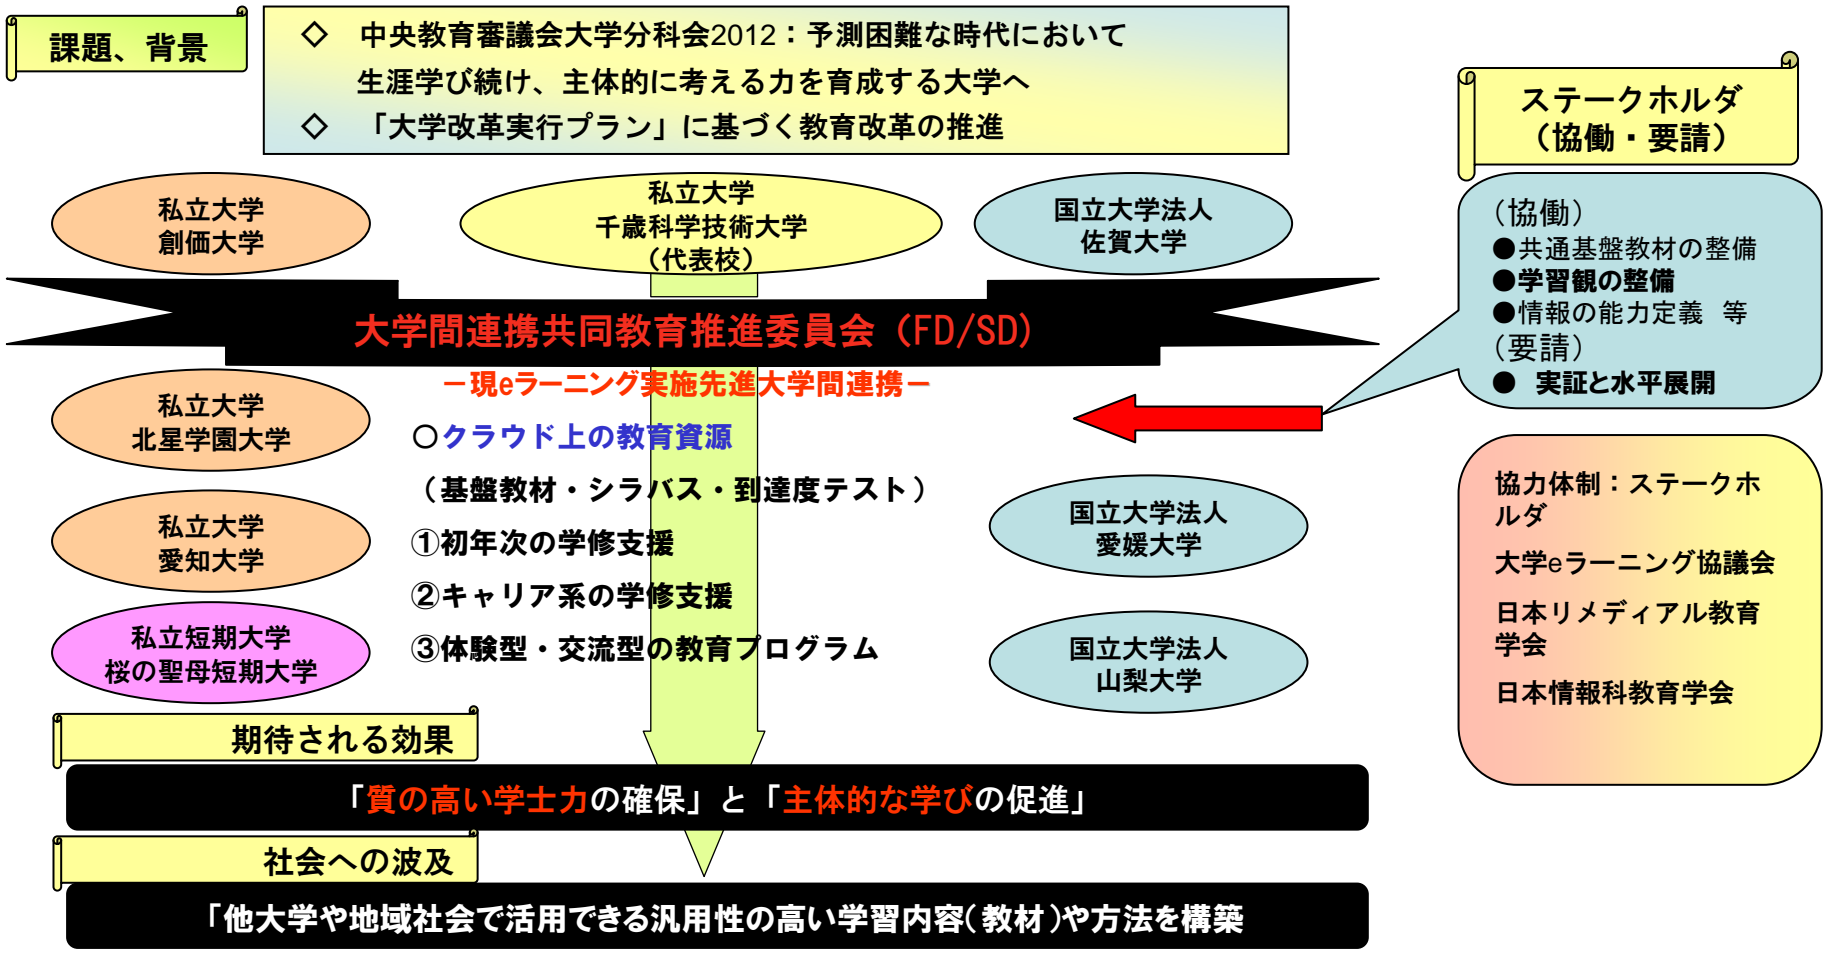 課題、背景
◇ 中央教育審議会大学分科会2012：予測困難な時代において
生涯学び続け、主体的に考える力を育成する大学へ
◇ 「大学改革実行プラン」に基づく教育改革の推進
ステークホルダ
（協働・要請）
私立大学
創価大学
私立大学
千歳科学技術大学
（代表校）
国立大学法人
佐賀大学
（協働）
●共通基盤教材の整備
●学習観の整備
●情報の能力定義 等
（要請）
● 実証と水平展開
大学間連携共同教育推進委員会（FD/SD）
－現eラーニング実施先進大学間連携－
私立大学
北星学園大学
○クラウド上の教育資源
（基盤教材・シラバス・到達度テスト）
①初年次の学修支援
②キャリア系の学修支援
③体験型・交流型の教育プログラム
私立大学
愛知大学
私立短期大学
桜の聖母短期大学
国立大学法人
愛媛大学
国立大学法人
山梨大学
協力体制：ステークホ
ルダ
大学eラーニング協議会
日本リメディアル教育
学会
日本情報科教育学会
期待される効果
「質の高い学士力の確保」と「主体的な学びの促進」
社会への波及
「他大学や地域社会で活用できる汎用性の高い学習内容（教材）や方法を構築